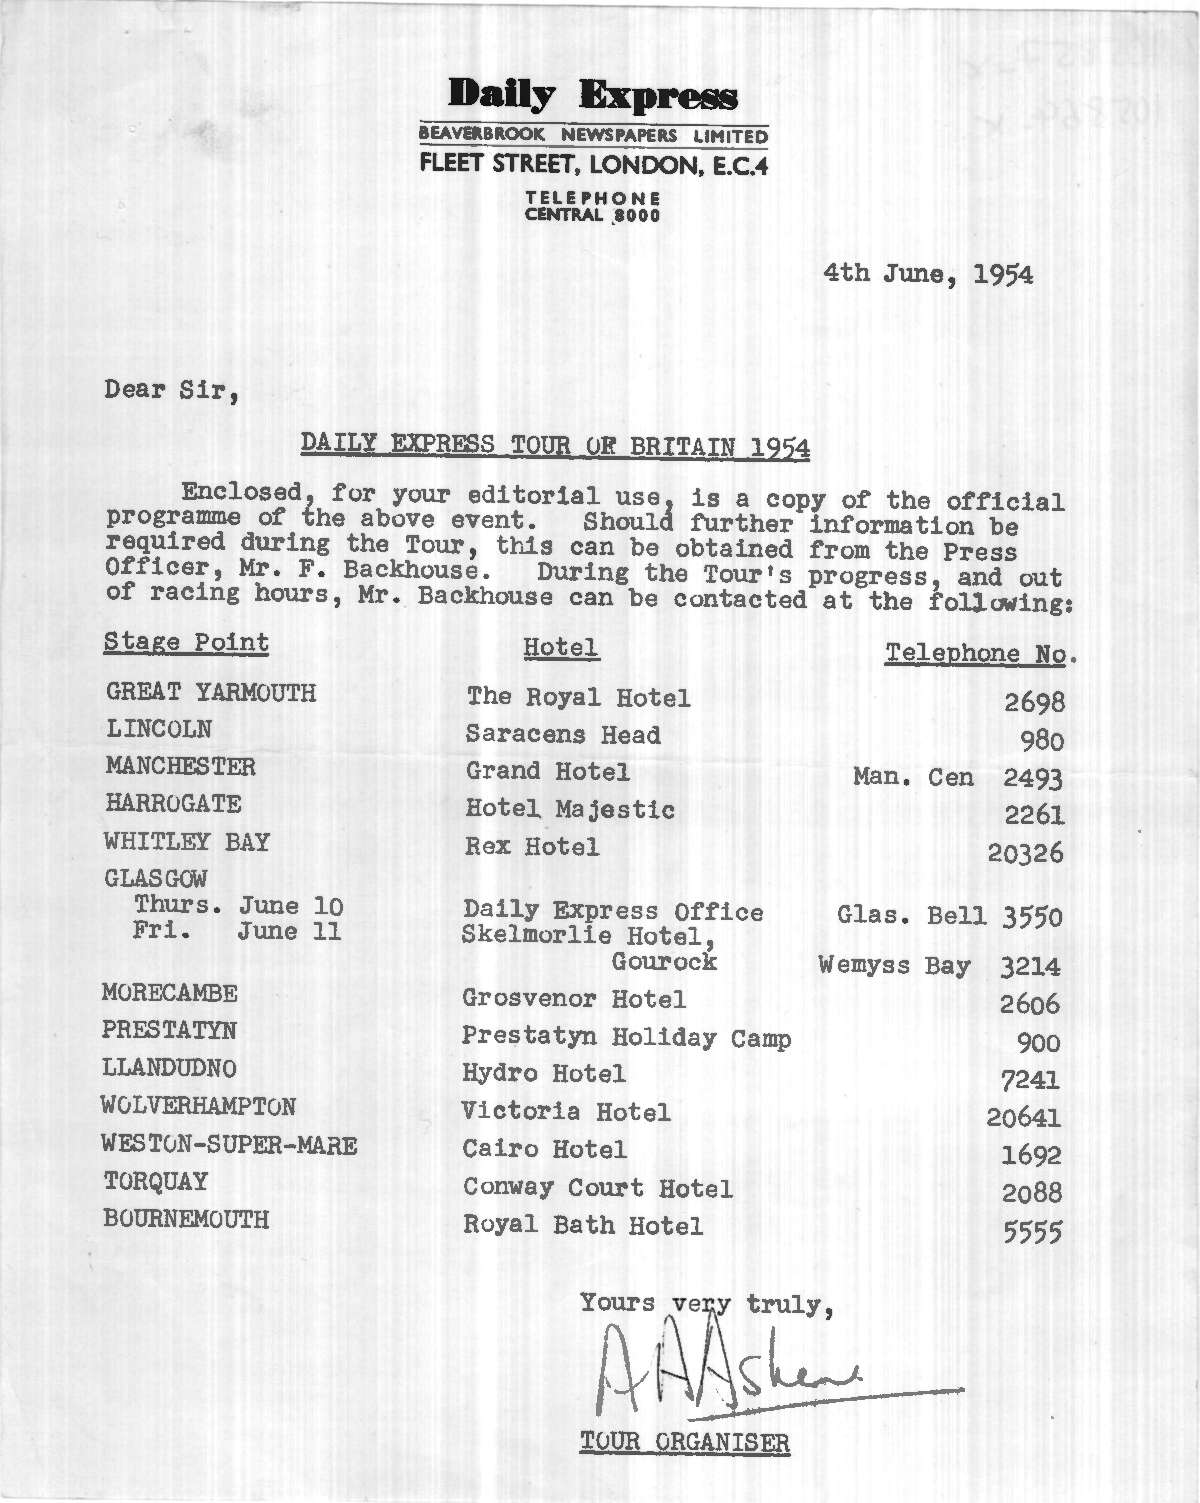 Daily Express
BEAVERBROOK NEWSPAPERS LIMITED
FLEET STREET, LONDON, E.C.4
TELEPHONE
CENTRAL 8000
4th June, 1954
Dear Sir,
DAILY EXPRESS TOUR OF BRITAIN 1954
Enclosed, for your editorial use, is a copy of the official
programme of the above event. Should further information be
required during the Tour, this can be obtained from the Press
Officer, Mr. F. Backhouse. During the Tour's progress, and out
of racing hours, Mr. Backhouse can be contacted at the following:
Stage Point Hotel Telephone No.
GREAT YARMOUTH The Royal Hotel 2698
LINCOLN Saracens Head 980
MANCHESTER Grand Hotel Man. Cen 2493
HARROGATE Hotel Majestic 2261
WHITLEY BAY Rex Hotel 20326
GLASGOW
Thurs. June 10 Daily Express Office Glas. Bell 3550
Fri. June 11 Skelmorlie Hotel,
Gourock Wemyss Bay 3214
MORECAMBE Grosvenor Hotel 2606
PRESTATYN Prestatyn Holiday Camp 900
LLANDUDNO Hydro Hotel 7241
WOLVERHAMPTON Victoria Hotel 20641
WESTON-SUPER-MARE Cairo Hotel 1692
TORQUAY Conway Court Hotel 2088
BOURNEMOUTH Royal Bath Hotel 5555
Yours very truly,
TOUR ORGANISER